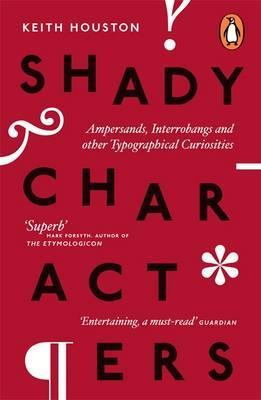 KEITH HOUSTON
SHADY
Ampersands, Interrobangs and
other Typographical Curiosities
CHAR
'Superb'
MARK FORSYTH, AUTHOR OF
THE ETYMOLOGICON
ACT*
'Entertaining, a must-read' GUARDIAN
¶ERS